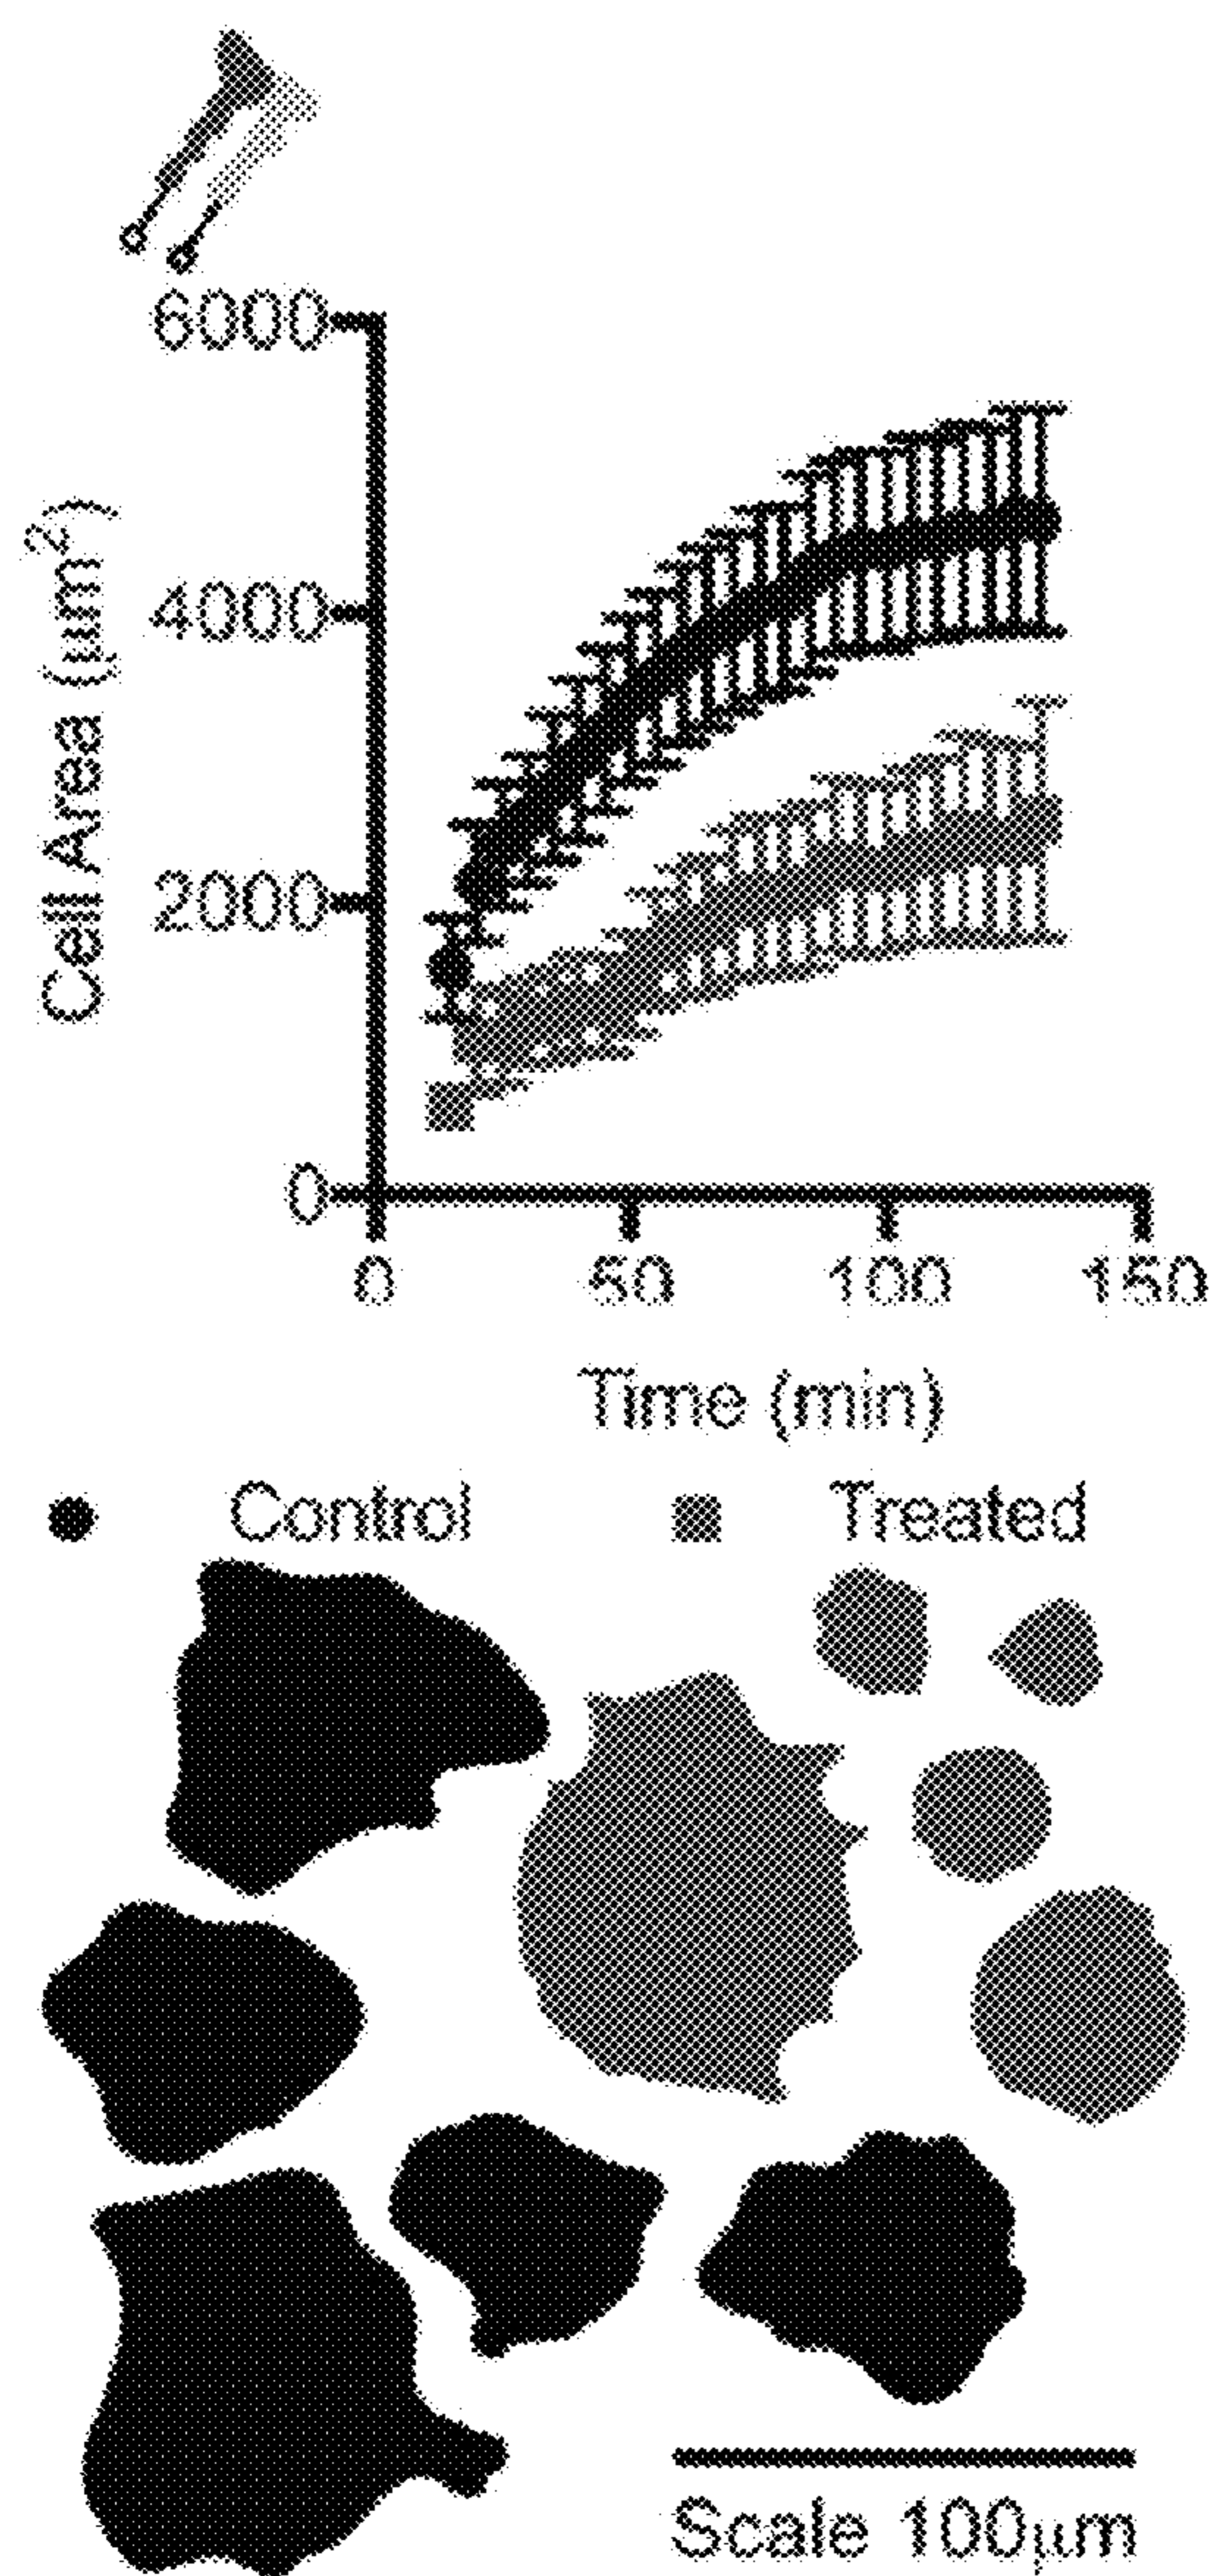 6000
4000
2000
0
Cell Area (μm²)
0 50 100 150
Time (min)
Control Treated
Scale 100μm